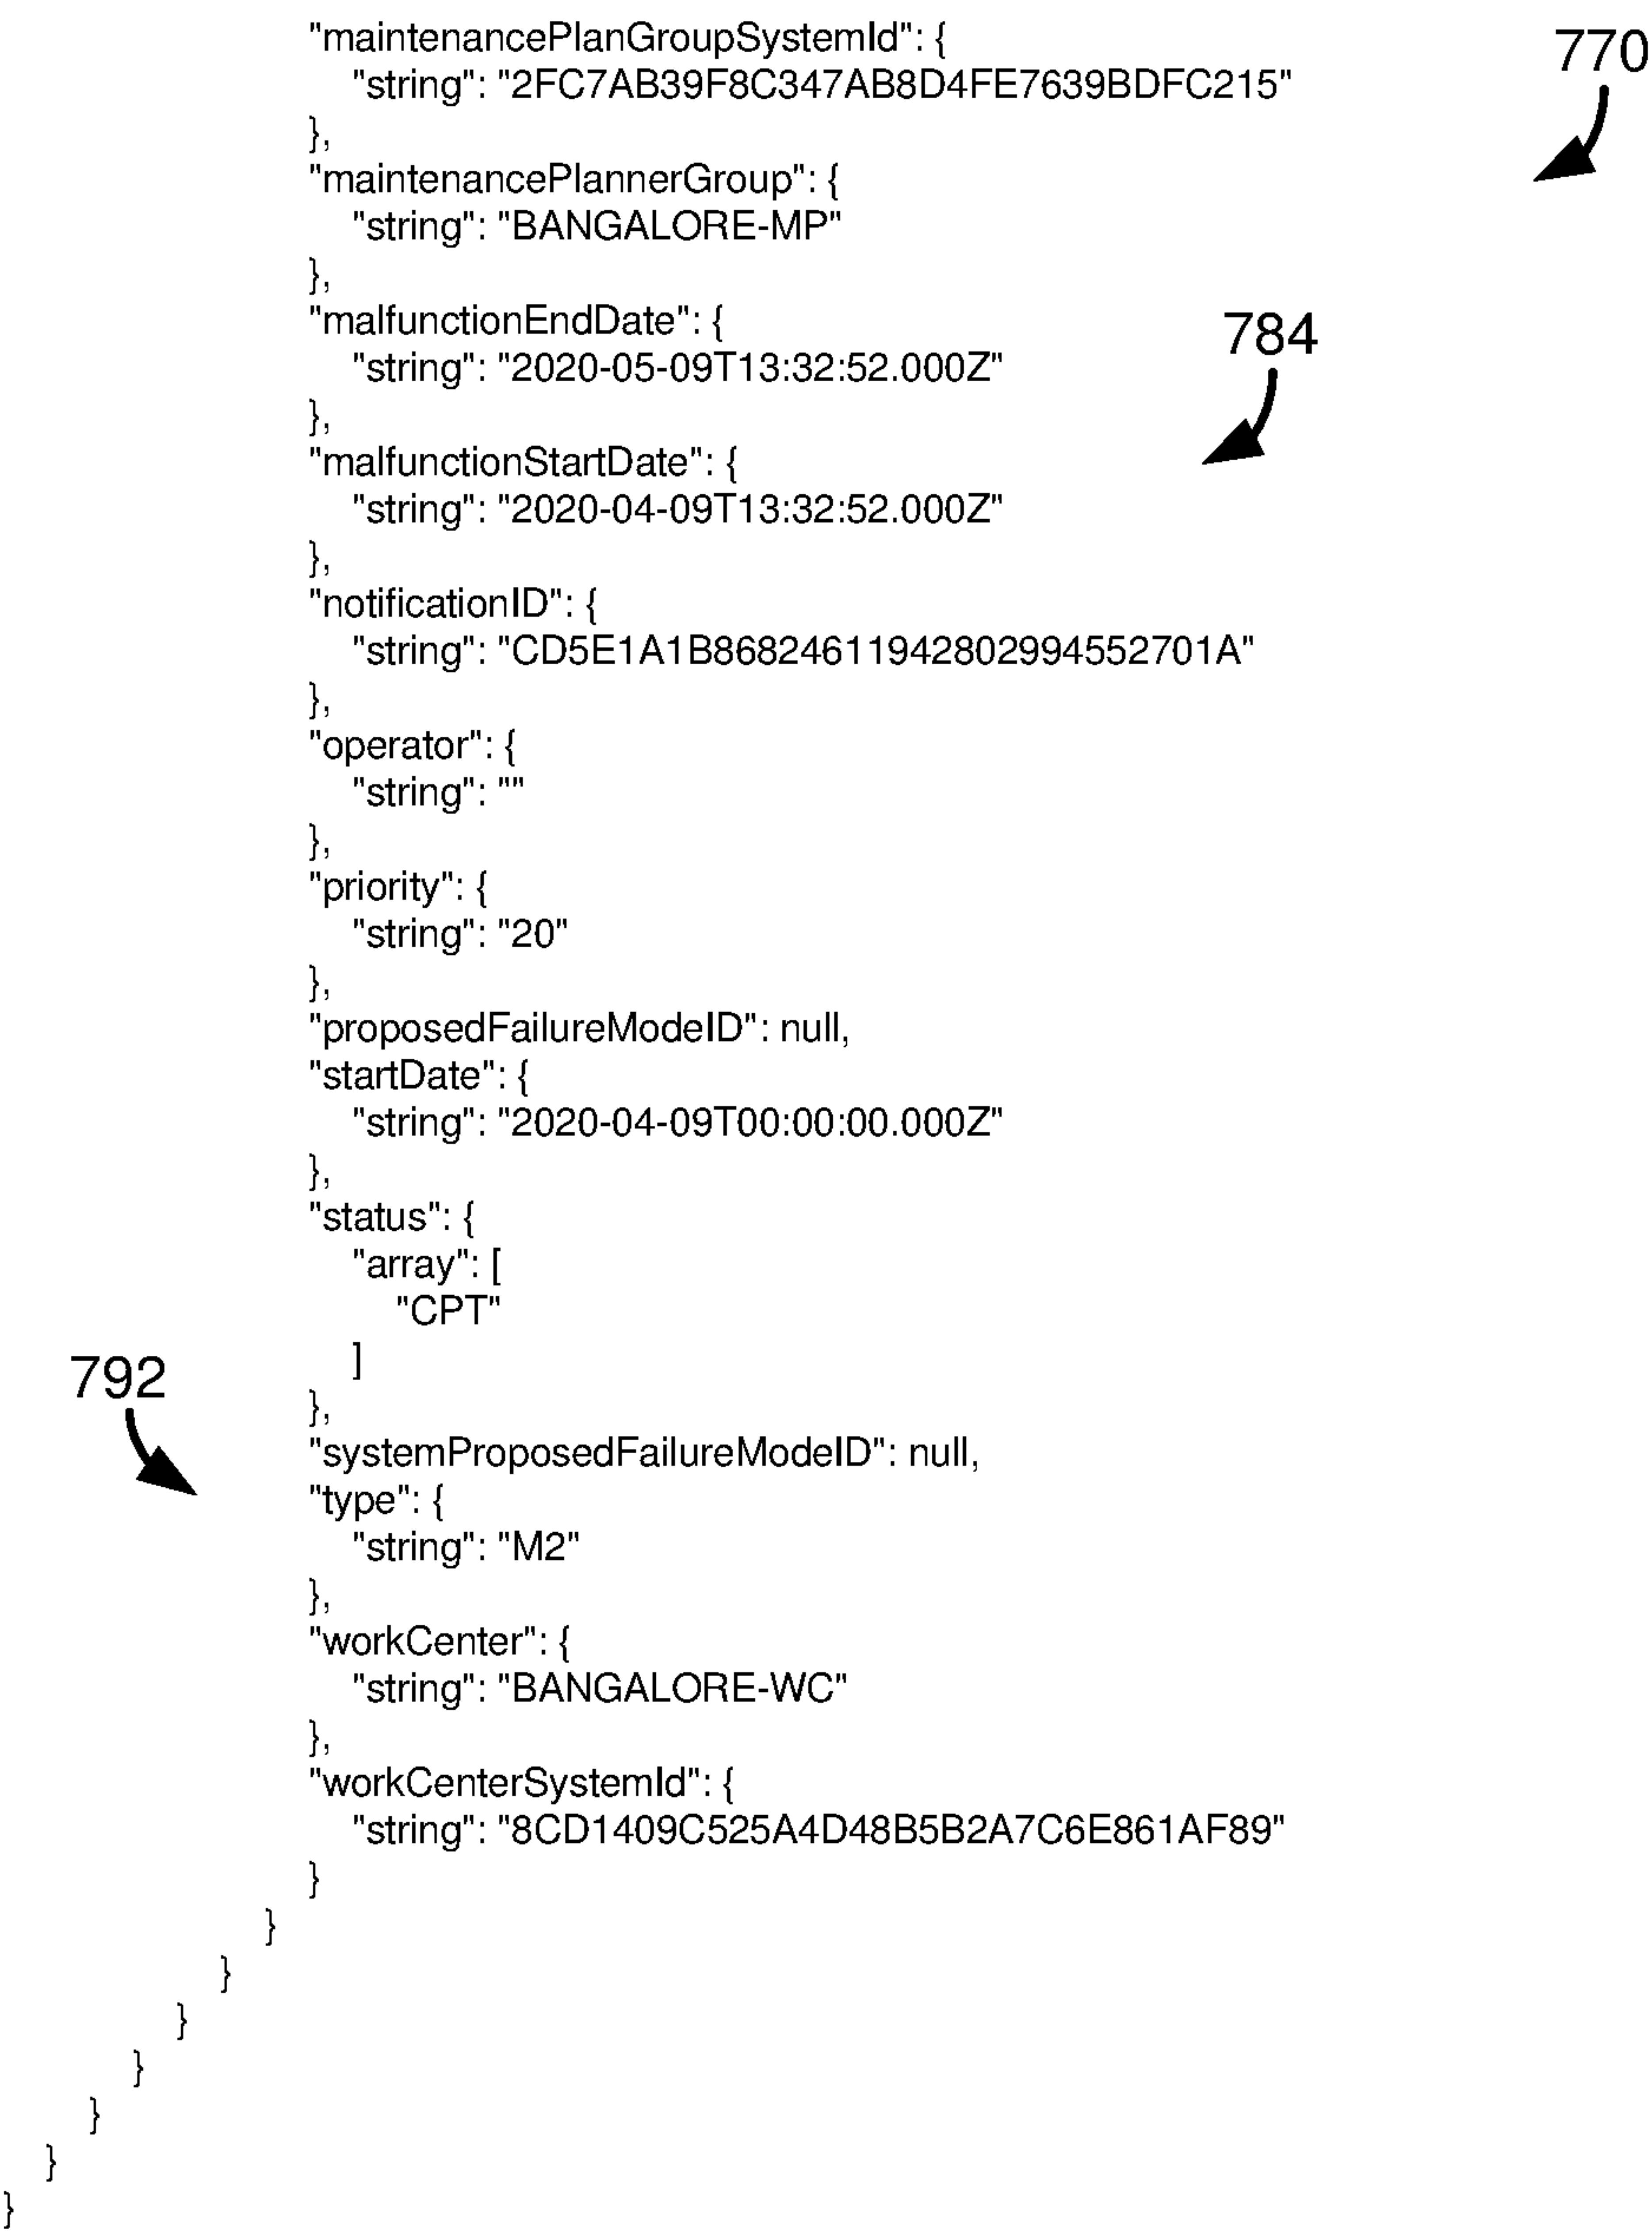 "maintenancePlanGroupSystemId": {
770
"string": "2FC7AB39F8C347AB8D4FE7639BDFC215"
},
"maintenancePlannerGroup": {
"string": "BANGALORE-MP"
},
"malfunctionEndDate": {
784
"string": "2020-05-09T13:32:52.000Z"
},
"malfunctionStartDate": {
"string": "2020-04-09T13:32:52.000Z"
},
"notificationID": {
"string": "CD5E1A1B86824611942802994552701A"
},
"operator": {
"string": ""
},
"priority": {
"string": "20"
},
"proposedFailureModeID": null,
"startDate": {
"string": "2020-04-09T00:00:00.000Z"
},
"status": {
"array": [
"CPT"
]
792
},
"systemProposedFailureModeID": null,
"type": {
"string": "M2"
},
"workCenter": {
"string": "BANGALORE-WC"
},
"workCenterSystemId": {
"string": "8CD1409C525A4D48B5B2A7C6E861AF89"
}
}
}
}
}
}
}
}